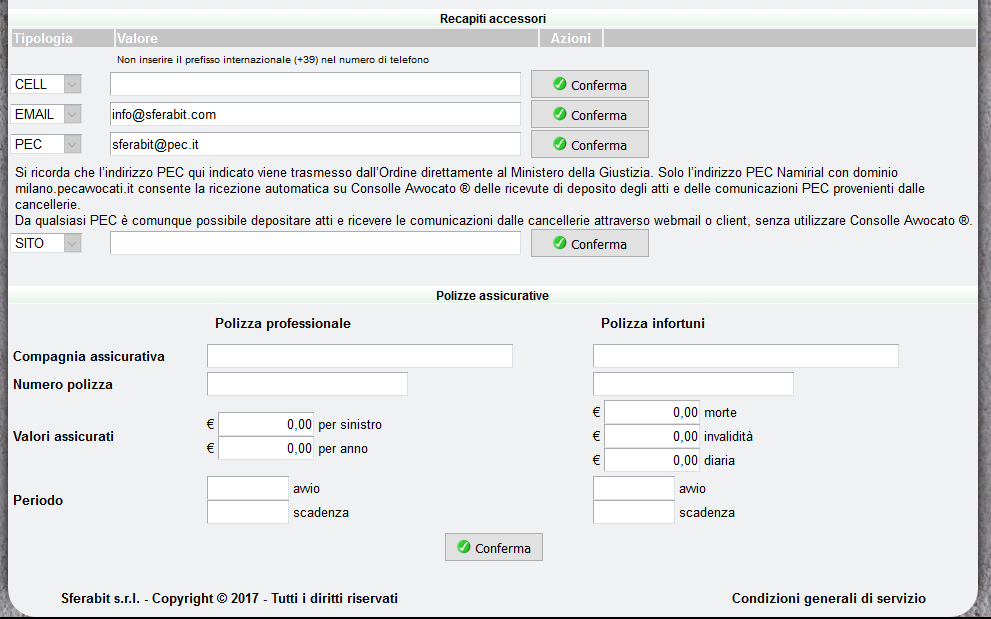 Recapiti accessori
Tipologia Valore Azioni
Non inserire il prefisso internazionale (+39) nel numero di telefono
CELL Conferma
EMAIL info@sferabit.com Conferma
PEC sferabit@pec.it Conferma
Si ricorda che l'indirizzo PEC qui indicato viene trasmesso dall'Ordine direttamente al Ministero della Giustizia. Solo l'indirizzo PEC Namirial con dominio
milano.pecavvocati.it consente la ricezione automatica su Consolle Avvocato ® delle ricevute di deposito degli atti e delle comunicazioni PEC provenienti dalle
cancellerie.
Da qualsiasi PEC è comunque possibile depositare atti e ricevere le comunicazioni dalle cancellerie attraverso webmail o client, senza utilizzare Consolle Avvocato ®.
SITO Conferma
Polizze assicurative
Polizza professionale Polizza infortuni
Compagnia assicurativa
Numero polizza
Valori assicurati
€ 0,00 per sinistro
€ 0,00 per anno
€ 0,00 morte
€ 0,00 invalidità
€ 0,00 diaria
Periodo
avvio
scadenza
avvio
scadenza
Conferma
Sferabit s.r.l. - Copyright © 2017 - Tutti i diritti riservati Condizioni generali di servizio